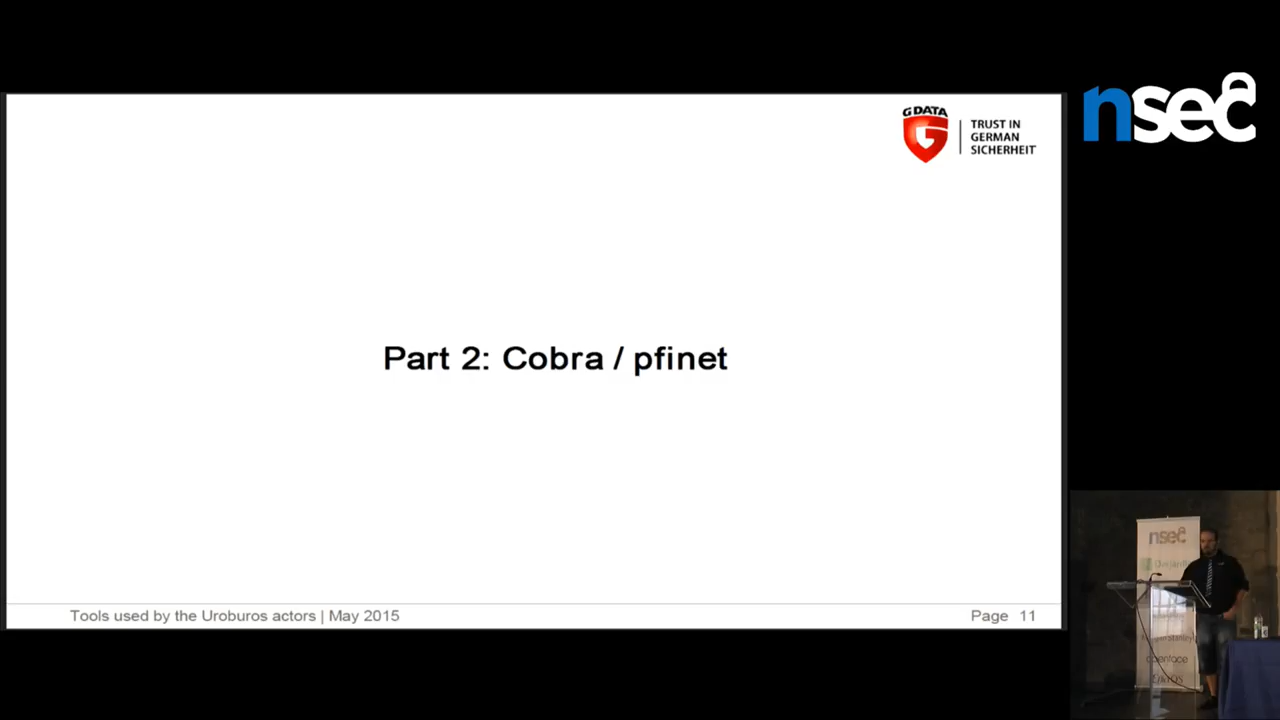 G DATA
TRUST IN
GERMAN
SICHERHEIT
nsec
Part 2: Cobra / pfinet
Tools used by the Uroburos actors | May 2015
Page 11
nsec